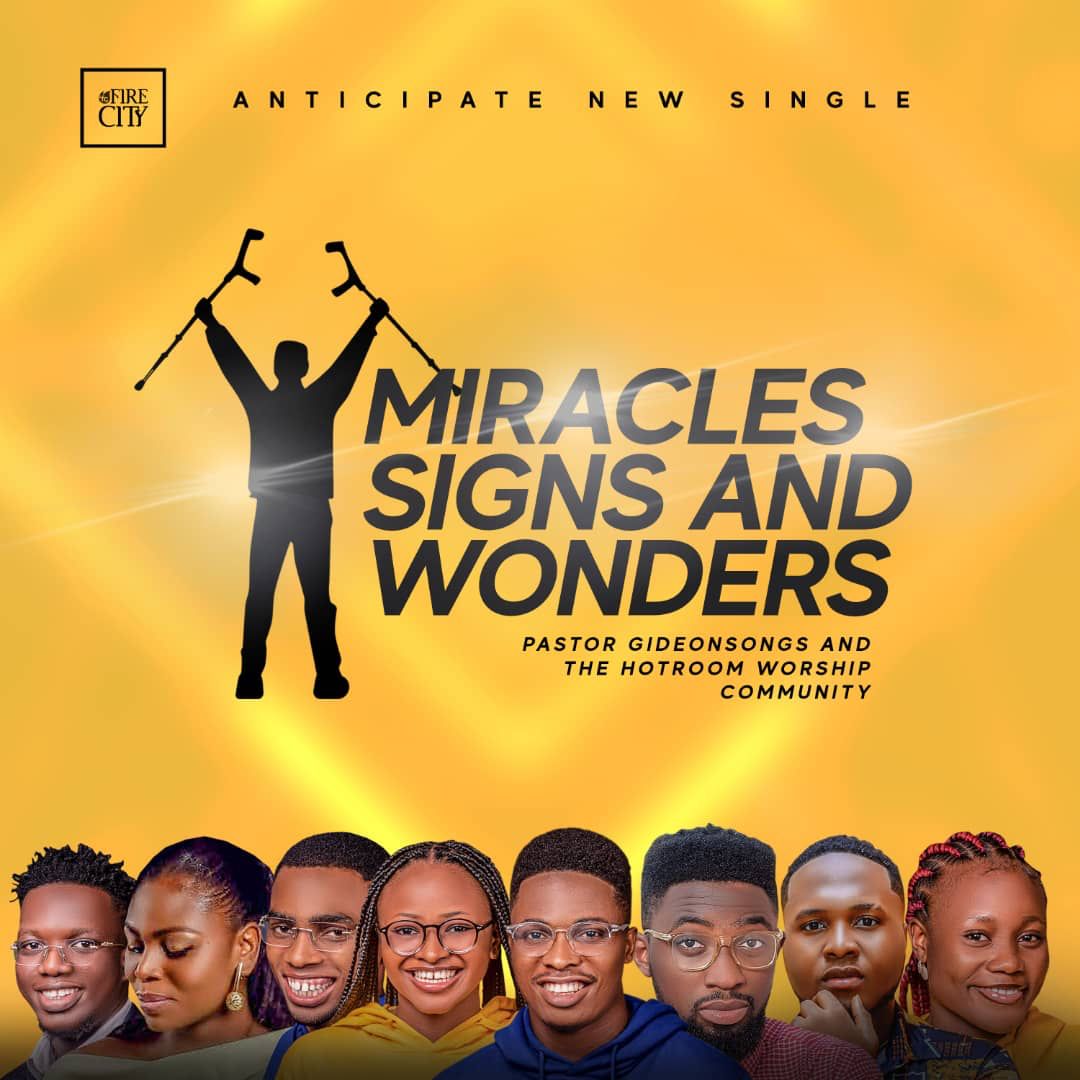 FIRE
CITY
ANTICIPATE NEW SINGLE
MIRACLES
SIGNS AND
WONDERS
PASTOR GIDEONSONGS AND
THE HOTROOM WORSHIP
COMMUNITY